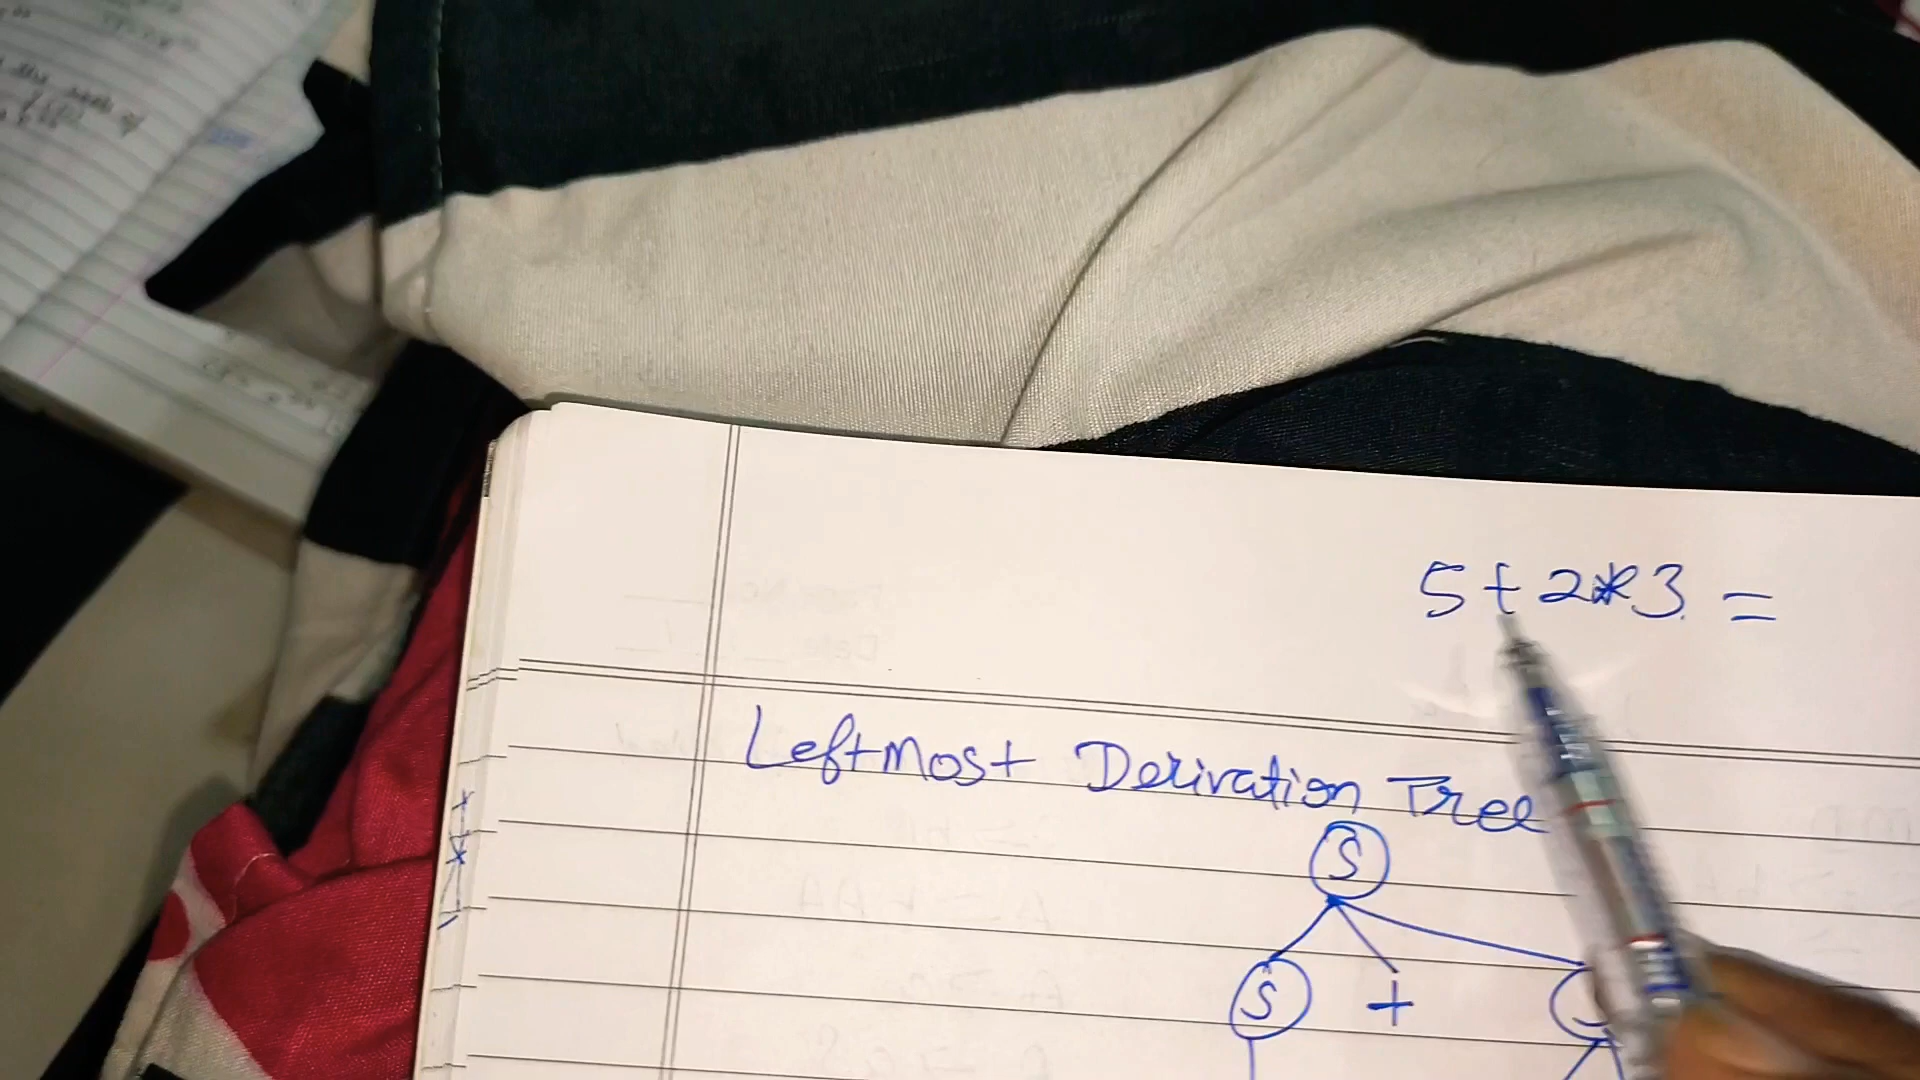 5+2*3 =
Leftmost Derivation Tree
S
S +